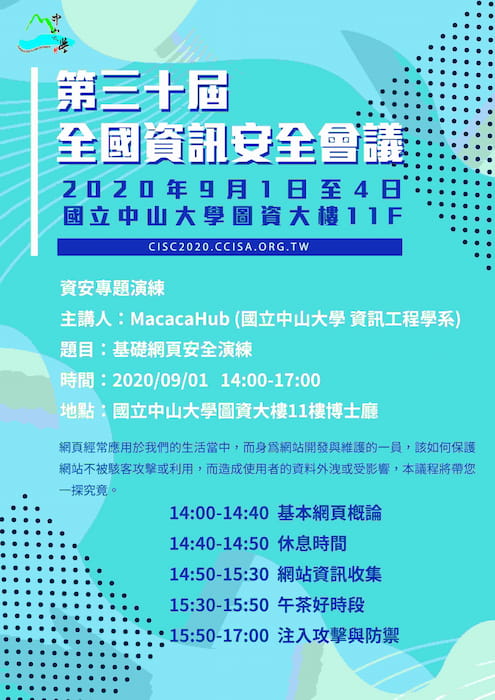 中山大學
第三十屆
全國資訊安全會議
2020年9月1日至4日
國立中山大學圖資大樓11F
CISC2020.CCISA.ORG.TW
資安專題演練
主講人：MacacaHub (國立中山大學 資訊工程學系)
題目：基礎網頁安全演練
時間：2020/09/01 14:00-17:00
地點：國立中山大學圖資大樓11樓博士廳
網頁經常應用於我們的生活當中，而身爲網站開發與維護的一員，該如何保護
網站不被駭客攻擊或利用，而造成使用者的資料外洩或受影響，本議程將帶您
一探究竟。
14:00-14:40 基本網頁概論
14:40-14:50 休息時間
14:50-15:30 網站資訊收集
15:30-15:50 午茶好時段
15:50-17:00 注入攻擊與防禦